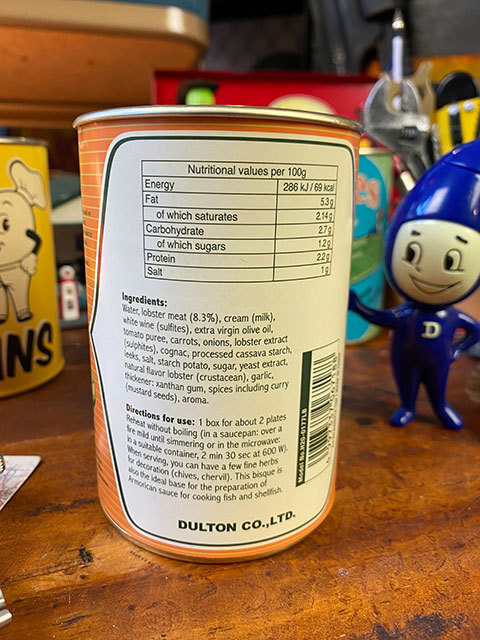 Nutritional values per 100g
Energy 286 kJ / 69 kcal
Fat 5.3g
of which saturates 2.14g
Carbohydrate 2.7g
of which sugars 1.2g
Protein 2.2g
Salt 1g
Ingredients:
Water, lobster meat (8.3%), cream (milk),
white wine (sulfites), extra virgin olive oil,
tomato puree, carrots, onions, lobster extract
(sulphites), cognac, processed cassava starch,
leeks, salt, starch potato, sugar, yeast extract,
natural flavor lobster (crustacean), garlic,
thickener: xanthan gum, spices including curry
(mustard seeds), aroma.
Directions for use: 1 box for about 2 plates
Reheat without boiling (in a saucepan: over a
fire mild until simmering or in the microwave:
in a suitable container, 2 min 30 sec at 600 W).
When serving, you can have a few fine herbs
for decoration (chives, chervil). This bisque is
also the ideal base for the preparation of
Armorican sauce for cooking fish and shellfish.
Model No.H20-0177LB
DULTON CO.,LTD.
NS
es
D